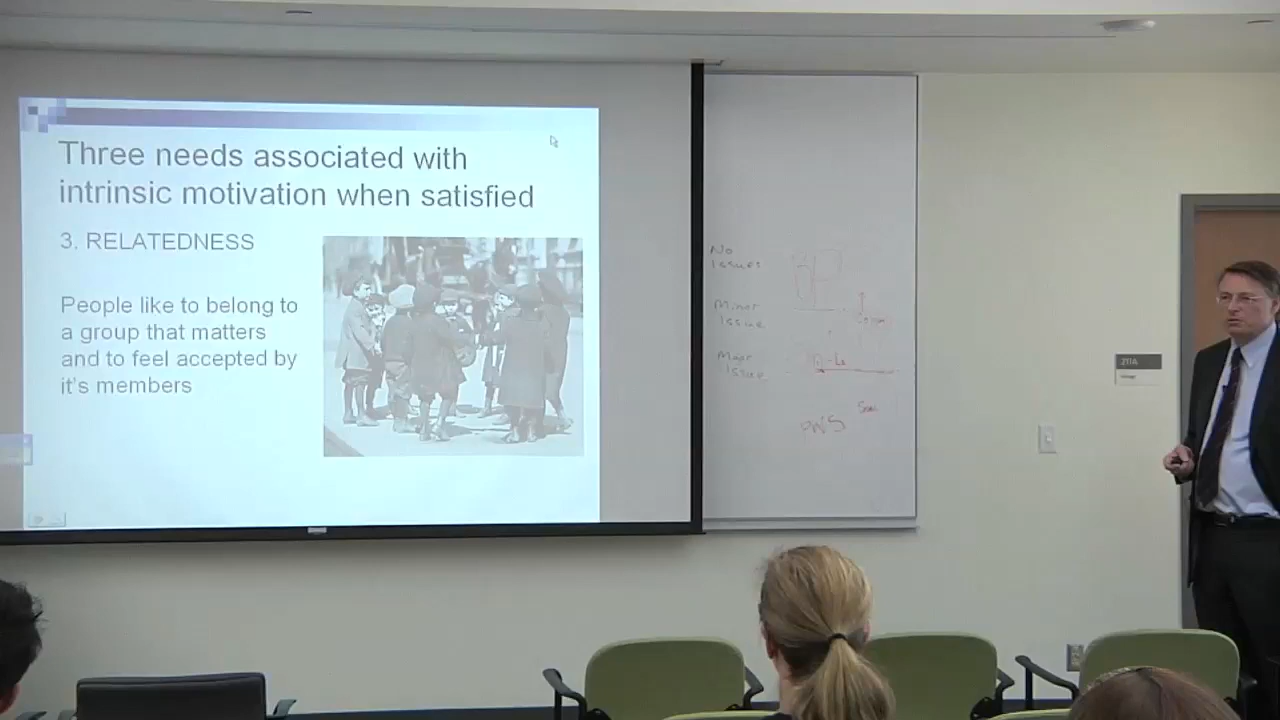 Three needs associated with
intrinsic motivation when satisfied
3. RELATEDNESS
People like to belong to
a group that matters
and to feel accepted by
it's members
No
Issues
Minor
Issue
Major
Issue
211A